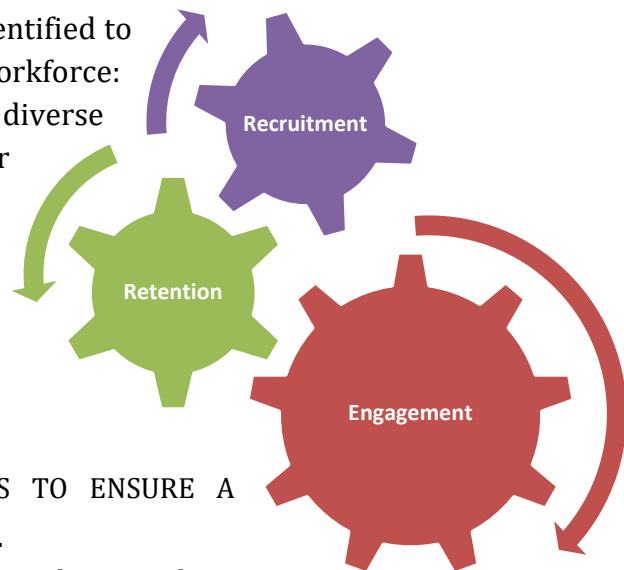 entified to
orkforce:
diverse
r
Recruitment
Retention
Engagement
S TO ENSURE A
.